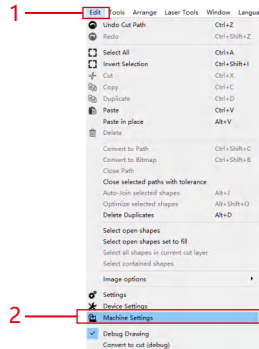 1
Edit Tools Arrange Laser Tools Window Langua
Undo Cut Path Ctrl+Z
Redo Ctrl+Shift+Z
Select All Ctrl+A
Invert Selection Ctrl+Shift+I
Cut Ctrl+X
Copy Ctrl+C
Duplicate Ctrl+D
Paste Ctrl+V
Paste in place Alt+V
Delete
Convert to Path Ctrl+Shift+C
Convert to Bitmap Ctrl+Shift+B
Close Path
Close selected paths with tolerance
Auto-Join selected shapes Alt+J
Optimize selected shapes Alt+Shift+O
Delete Duplicates Alt+D
Select open shapes
Select open shapes set to fill
Select all shapes in current cut layer
Select contained shapes
Image options
Settings
Device Settings
2 Machine Settings
Debug Drawing
Convert to cut (debug)